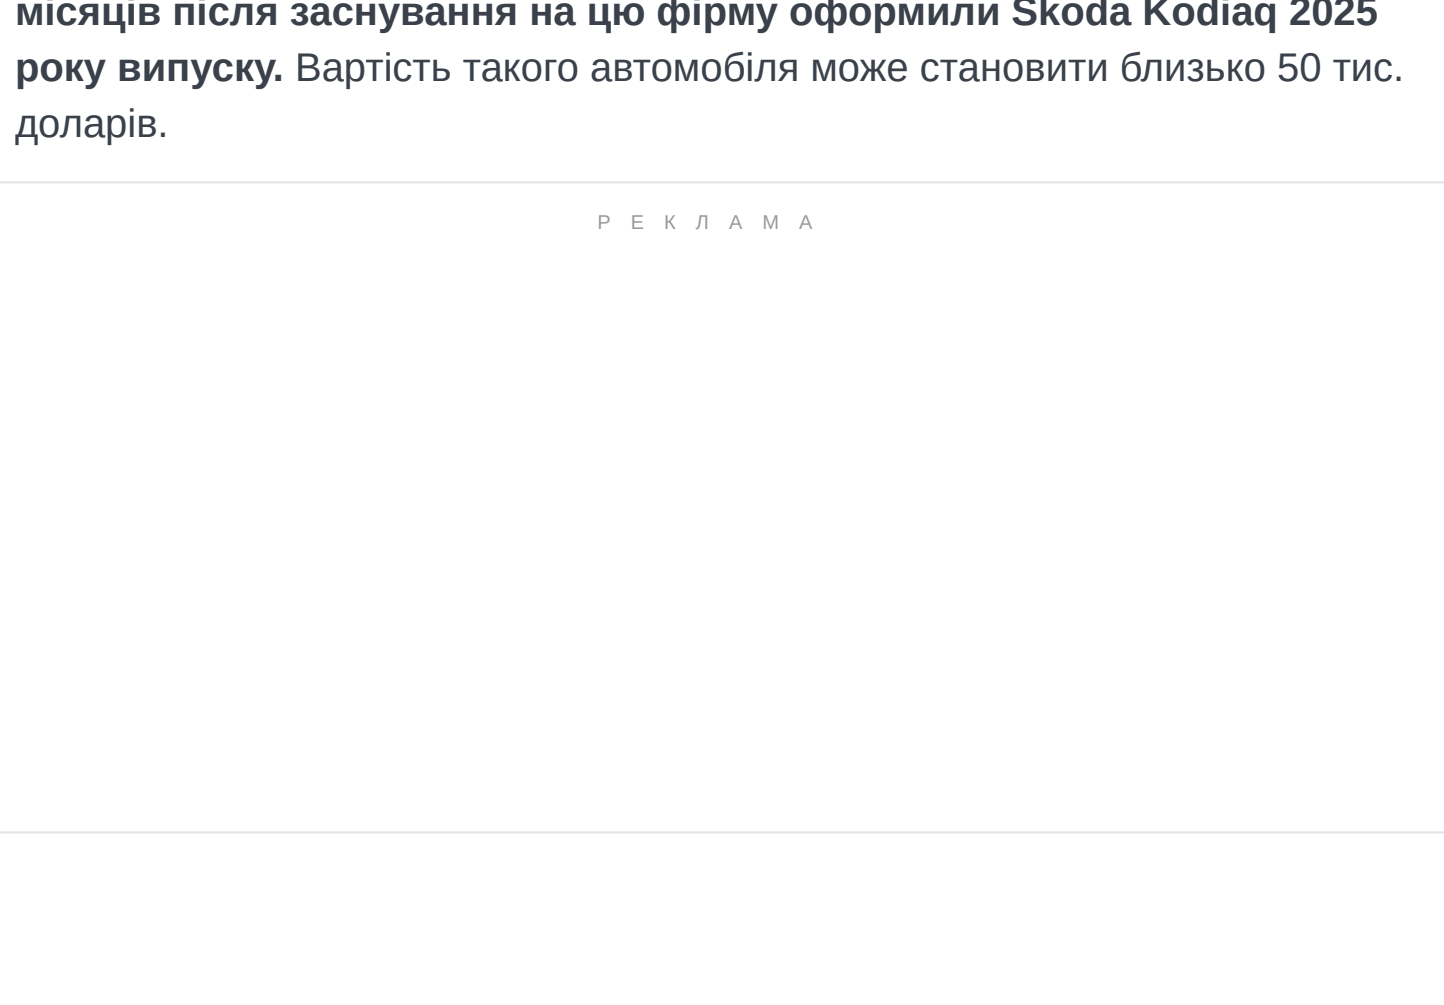 місяців після заснування на цю фірму оформили Skoda Kodiaq 2025
року випуску. Вартість такого автомобіля може становити близько 50 тис.
доларів.
РЕКЛАМА